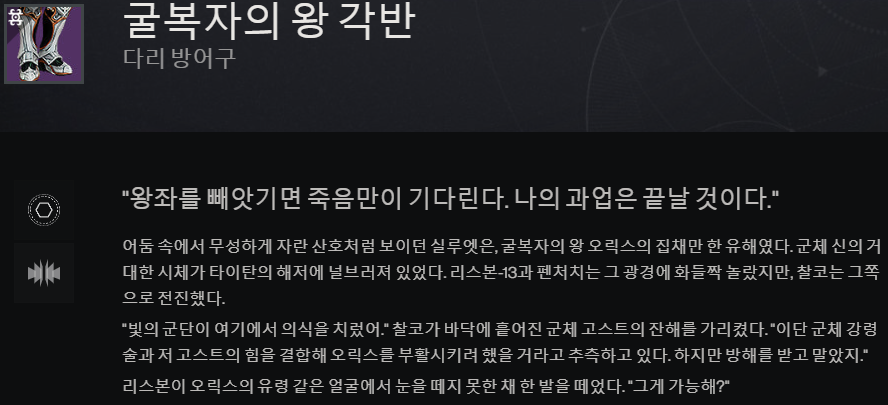 굴복자의 왕 각반
다리 방어구
"왕좌를 빼앗기면 죽음만이 기다린다. 나의 과업은 끝날 것이다."
어둠 속에서 무성하게 자란 산호처럼 보이던 실루엣은, 굴복자의 왕 오릭스의 집채만 한 유해였다. 군체 신의 거
대한 시체가 타이탄의 해저에 널브러져 있었다. 리스본-13과 펜처치는 그 광경에 화들짝 놀랐지만, 찰코는 그쪽
으로 전진했다.
"빛의 군단이 여기에서 의식을 치렀어." 찰코가 바닥에 흩어진 군체 고스트의 잔해를 가리켰다. "이단 군체 강령
술과 저 고스트의 힘을 결합해 오릭스를 부활시키려 했을 거라고 추측하고 있다. 하지만 방해를 받고 말았지."
리스본이 오릭스의 유령 같은 얼굴에서 눈을 떼지 못한 채 한 발을 떼었다. "그게 가능해?"